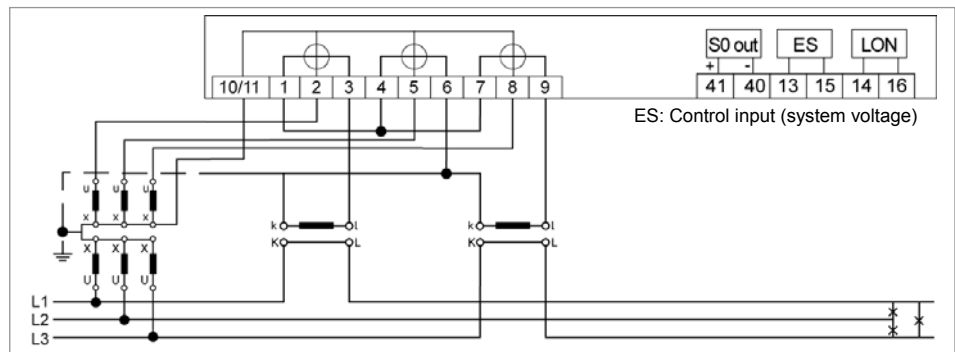 S0 out ES LON
+ -
10/11 1 2 3 4 5 6 7 8 9 41 40 13 15 14 16
ES: Control input (system voltage)
u u u
x x x
k l k l
K L K L
X X X
U U U
L1
L2
L3